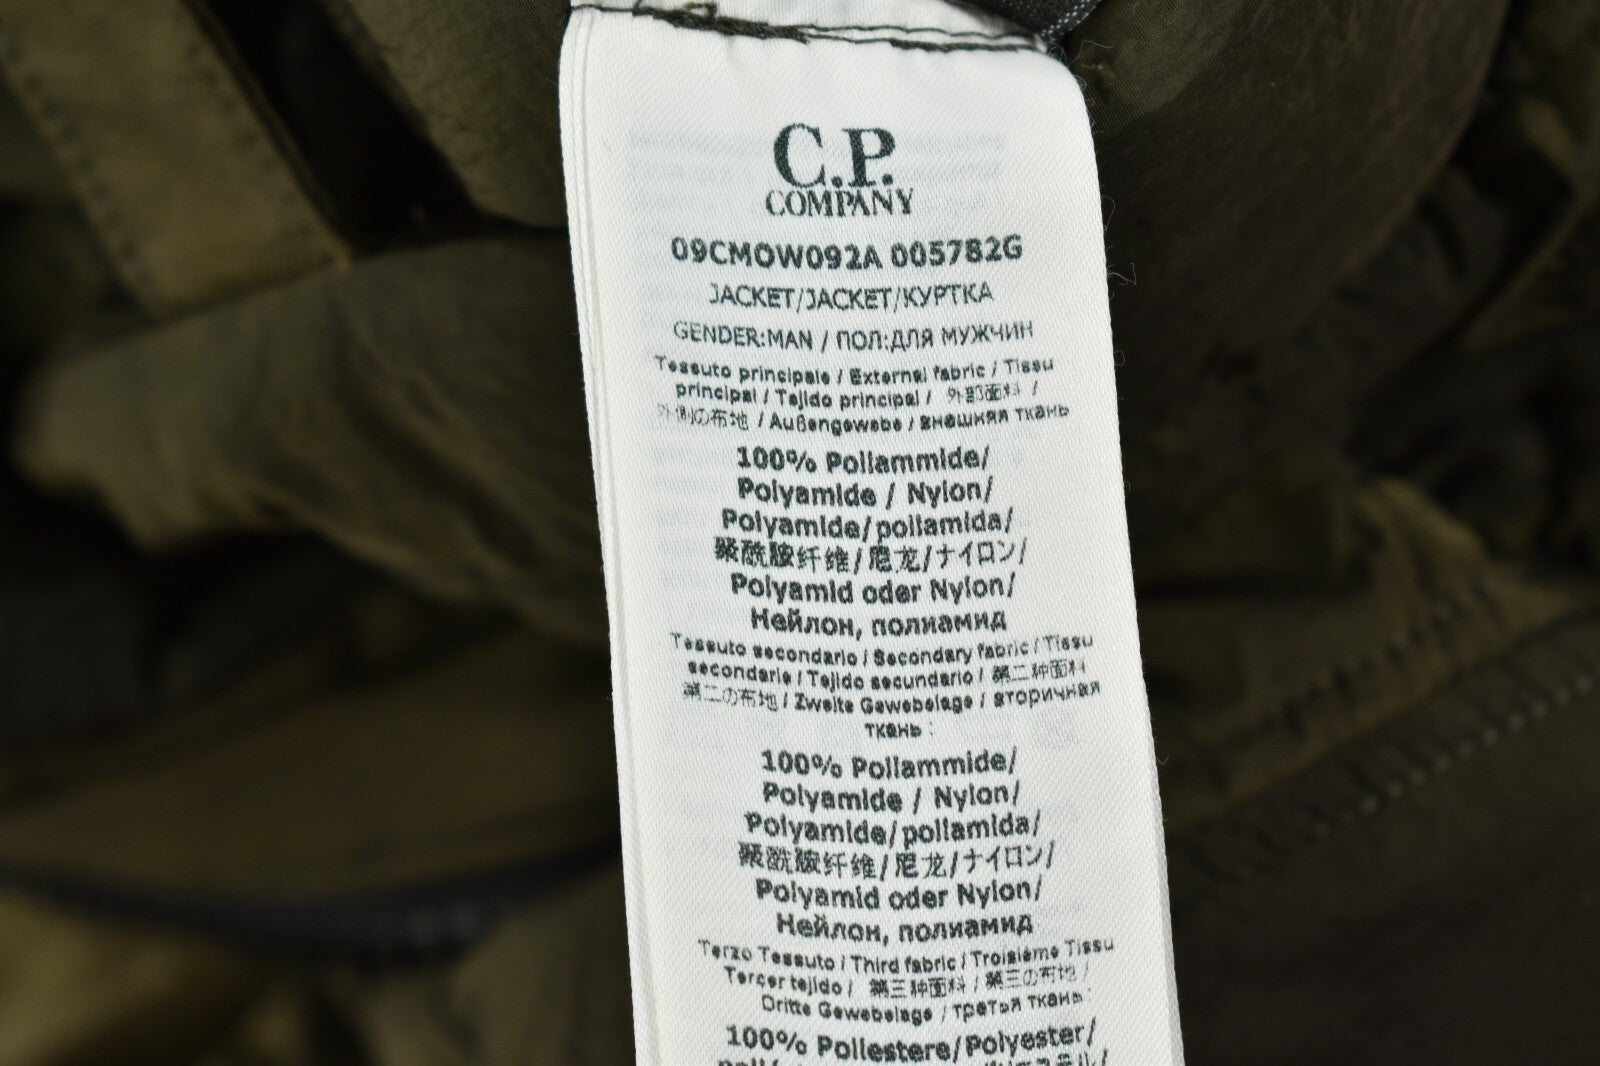 C.P.
COMPANY
09CMOW092A 005782G
JACKET/JACKET/КУРТКА
GENDER:MAN / ПОЛ:ДЛЯ МУЖЧИН
Tessuto principale / External fabric / Tissu
principal / Tejido principal / 外部面料 /
外側の布地 / Außengewebe / внешняя ткань
100% Poliammide/
Polyamide / Nylon/
Polyamide/poliamida/
聚酰胺纤维/尼龙/ナイロン/
Polyamid oder Nylon/
Нейлон, полиамид
Tessuto secondario / Secondary fabric / Tissu
secondarie / Tejido secundario / 第二种面料
第二の布地 / Zweite Gewebelage / вторичная
ткань :
100% Poliammide/
Polyamide / Nylon/
Polyamide/poliamida/
聚酰胺纤维/尼龙/ナイロン/
Polyamid oder Nylon/
Нейлон, полиамид
Terzo Tessuto / Third fabric / Troisième Tissu
Tercer tejido / 第三种面料 / 第三の布地 /
Dritte Gewebelage / третья ткань:
100% Poliestere/Polyester/